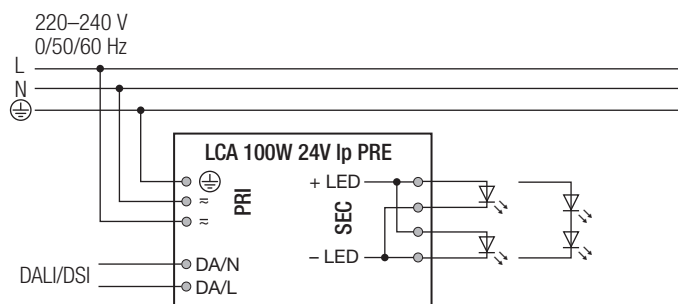 220–240 V
0/50/60 Hz
L
N
LCA 100W 24V lp PRE
PRI
≂
≂
+ LED
SEC
– LED
DALI/DSI
DA/N
DA/L